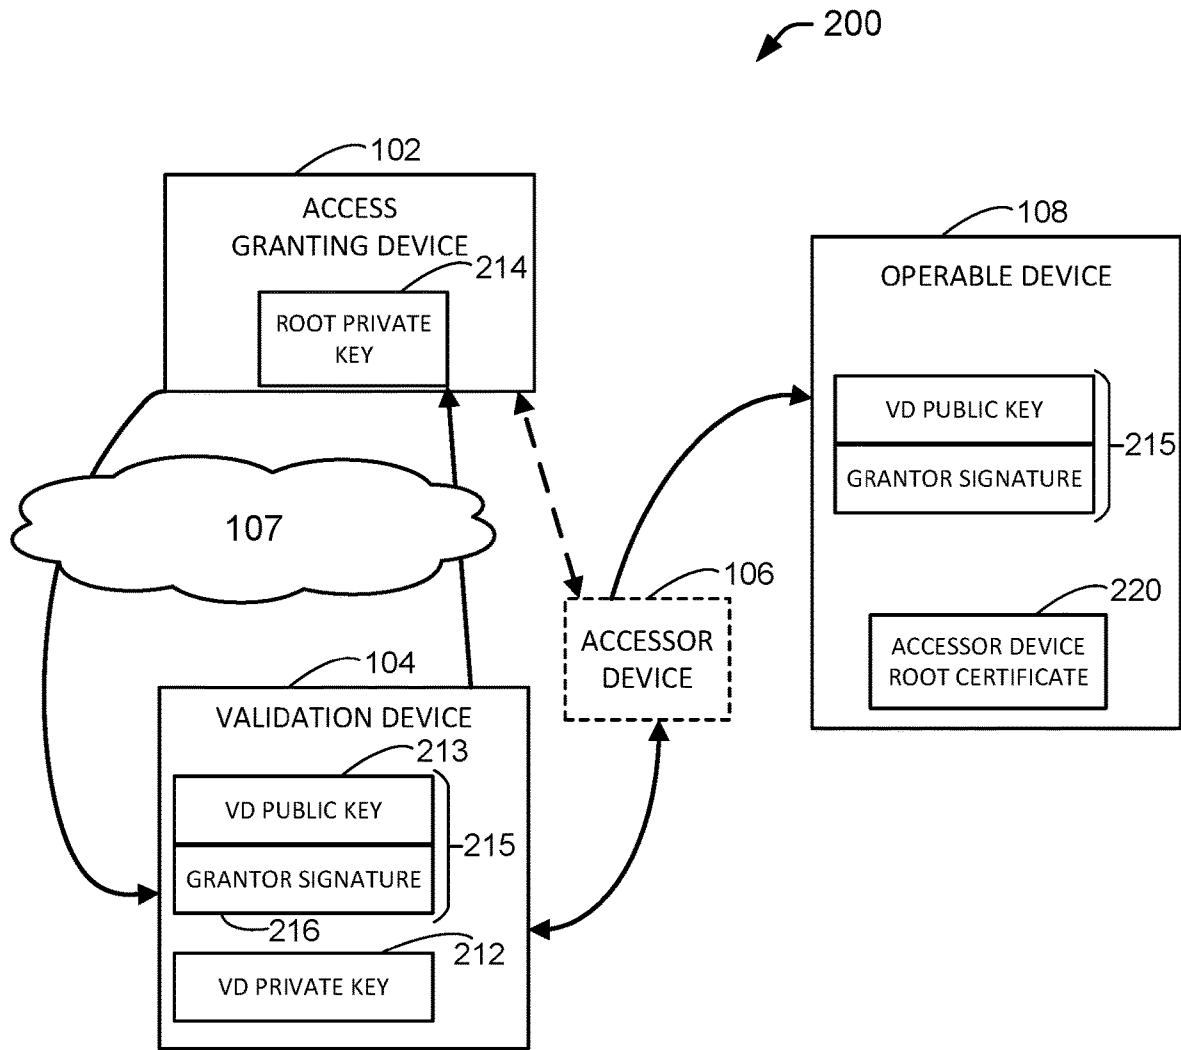 200
102
ACCESS
GRANTING DEVICE
214
ROOT PRIVATE
KEY
108
OPERABLE DEVICE
VD PUBLIC KEY
215
GRANTOR SIGNATURE
107
106
ACCESSOR
DEVICE
220
ACCESSOR DEVICE
ROOT CERTIFICATE
104
VALIDATION DEVICE
213
VD PUBLIC KEY
215
GRANTOR SIGNATURE
216
212
VD PRIVATE KEY